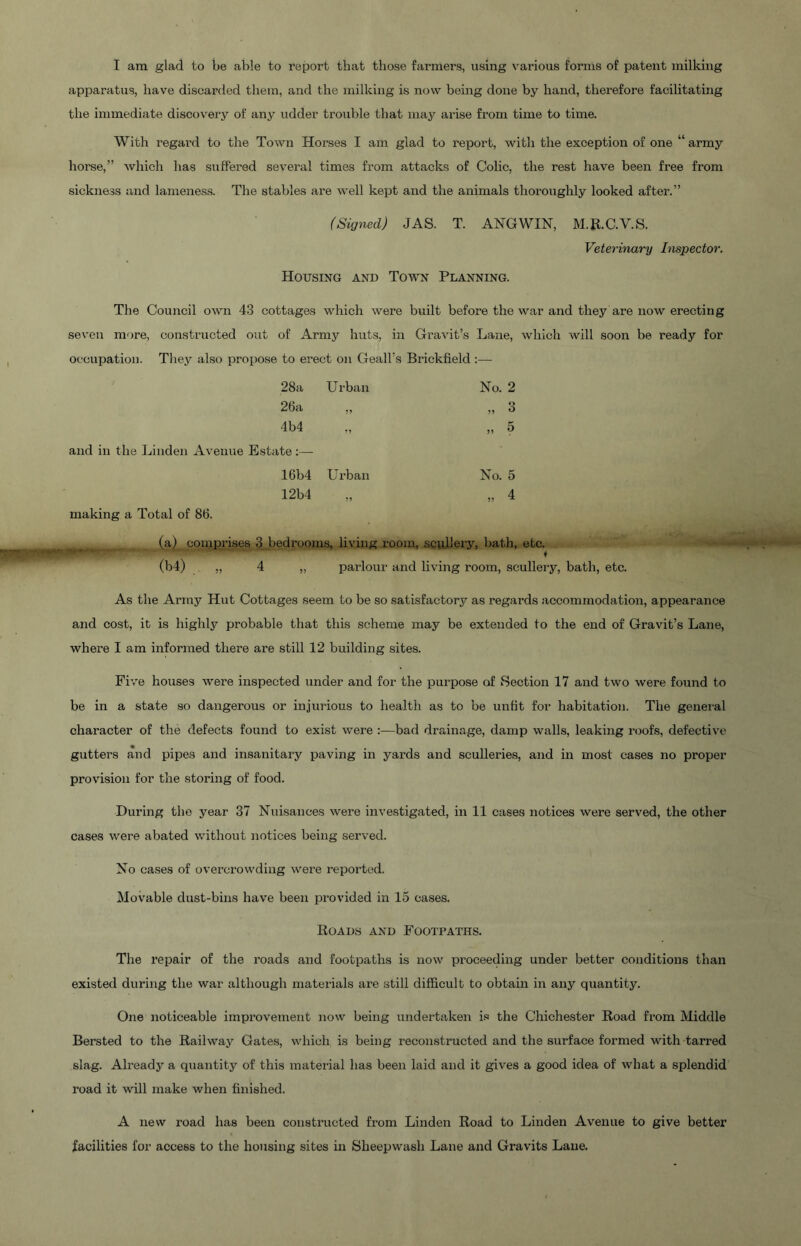 I am glad to be able to report that those farmers, using various forms of patent milking
apparatus, have discarded them, and the milking is now being done by hand, therefore facilitating
the immediate discovery of any udder trouble that may arise from time to time.
With regard to the Town Horses I am glad to report, with the exception of one “ army
horse,” which has suffered several times from attacks of Colic, the rest have been free from
sickness and lameness. The stables are well kept and the animals thoroughly looked after.”
(Signed) JAS. T. ANGWIN, M.R.C.V.S.
Veterinary Inspector.
Housing and Town Planning.
The Council own 43 cottages which were built before the war and they are now erecting
seven more, constructed out of Army huts, in Gravit’s Lane, which will soon be ready for
occupation. They also propose to erect on Geall’s Brickfield :—
28a Urban No. 2
26a „ „ 3
4b4 „ „ 5
and in the Linden Avenue Estate :—
16b4 Urban No. 5
12b4 „ „ 4
making a Total of 86.
(a) comprises 3 bedrooms, living room, scullery, bath, etc.
(b4) „ 4 „ parlour and living room, scullery, bath, etc.
As the Army Hut Cottages seem to be so satisfactory as regards accommodation, appearance
and cost, it is highly probable that this scheme may be extended to the end of Gravit’s Lane,
where I am informed there are still 12 building sites.
Five houses were inspected under and for the purpose of Section 17 and two were found to
be in a state so dangerous or injurious to health as to be unfit for habitation. The general
character of the defects found to exist were :—bad drainage, damp walls, leaking roofs, defective
gutters and pipes and insanitary paving in yards and sculleries, and in most cases no proper
provision for the storing of food.
During the year 37 Nuisances were investigated, in 11 cases notices were served, the other
cases were abated without notices being served.
No cases of overcrowding were reported.
Movable dust-bins have been provided in 15 cases.
Roads and Footpaths.
The repair of the roads and footpaths is now proceeding under better conditions than
existed during the war although materials are still difficult to obtain in any quantity.
One noticeable improvement now being undertaken is the Chichester Road from Middle
Bersted to the Railway Gates, which is being reconstructed and the surface formed with tarred
slag. Already a quantity of this material has been laid and it gives a good idea of what a splendid
road it will make when finished.
A new road has been constructed from Linden Road to Linden Avenue to give better
facilities for access to the housing sites in Sheepwash Lane and Gravits Lane.